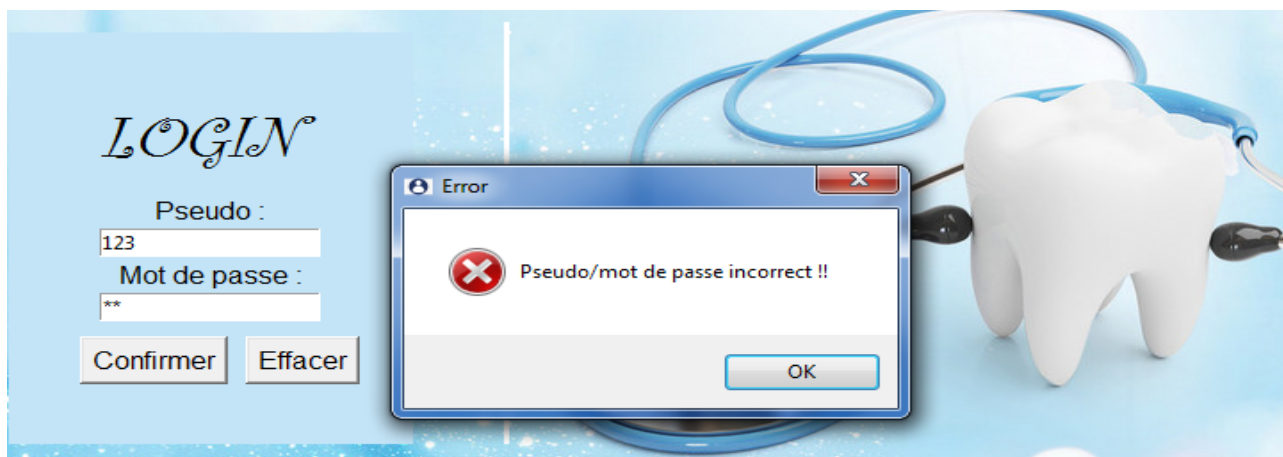 LOGIN
Pseudo :
123
Mot de passe :
**
Confirmer
Effacer
Error
Pseudo/mot de passe incorrect !!
OK